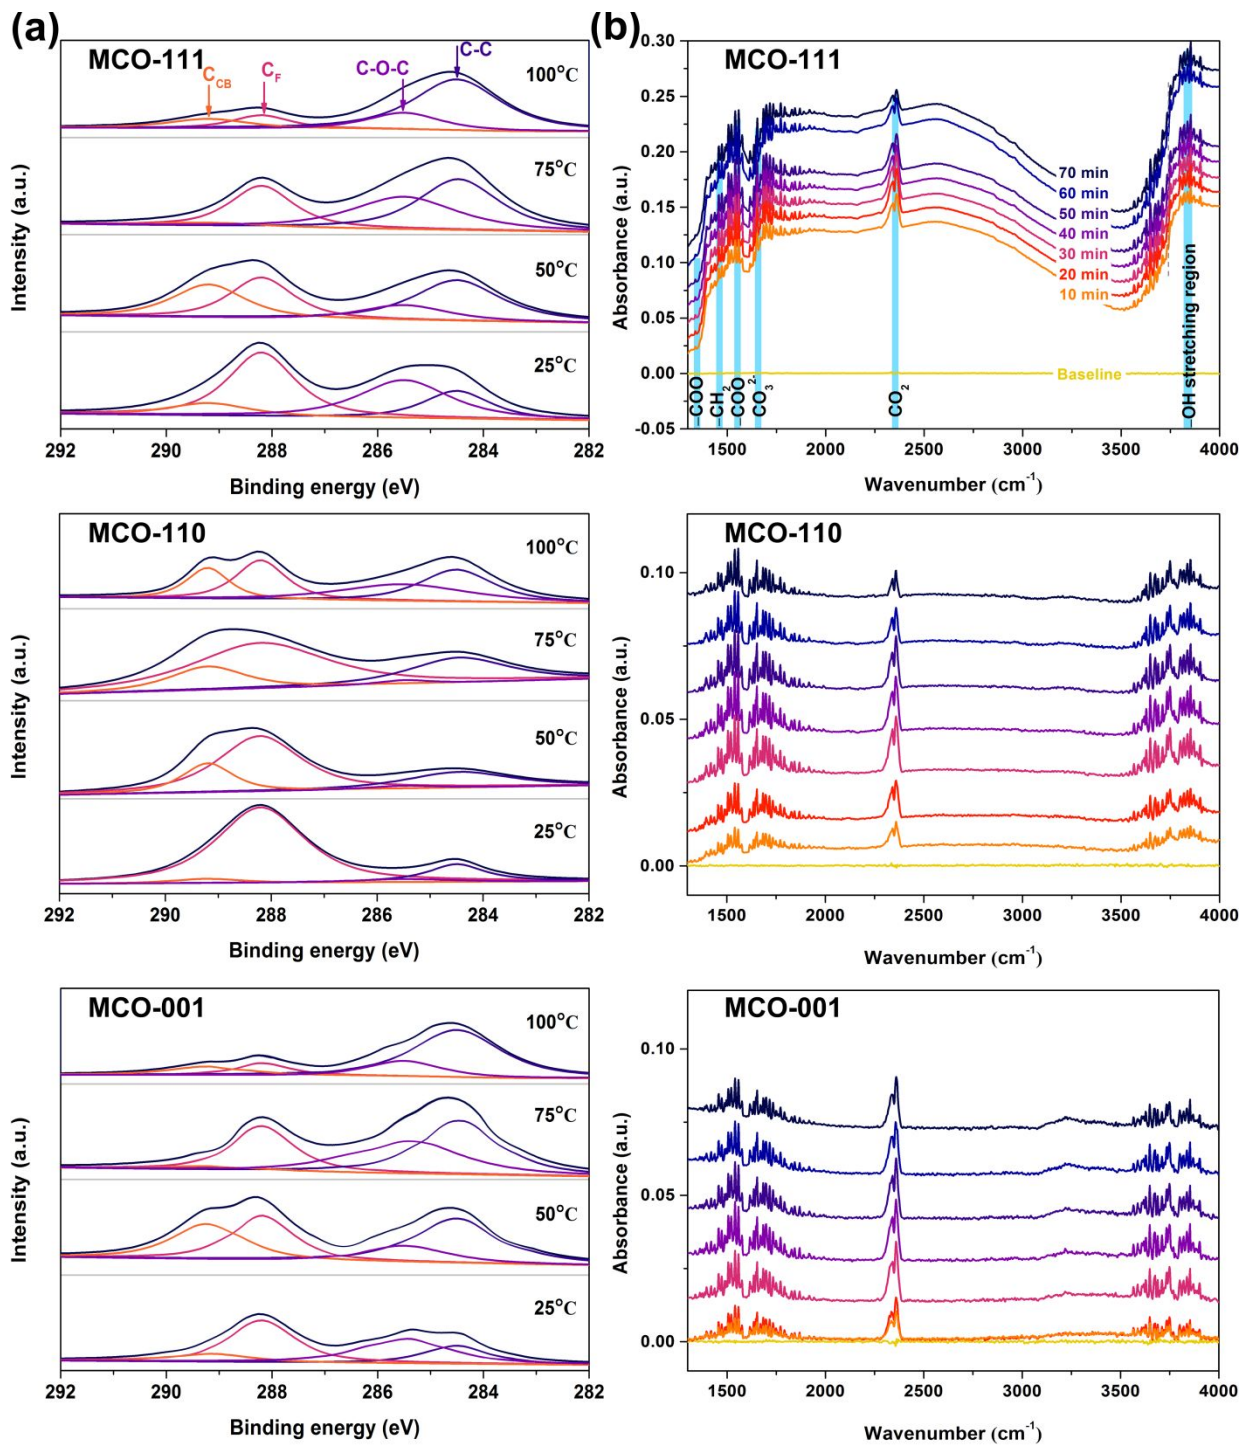 (a)
MCO-111
C_CB
C_F
C-O-C
C-C
100°C
75°C
50°C
25°C
Intensity (a.u.)
292 290 288 286 284 282
Binding energy (eV)
(b)
MCO-111
0.30
0.25
0.20
0.15
0.10
0.05
0.00
-0.05
Absorbance (a.u.)
70 min
60 min
50 min
40 min
30 min
20 min
10 min
Baseline
_COO
_CH₂
_COO
CO₃²⁻
CO₂
_OH stretching region
1500 2000 2500 3000 3500 4000
Wavenumber (cm⁻¹)
MCO-110
100°C
75°C
50°C
25°C
Intensity (a.u.)
292 290 288 286 284 282
Binding energy (eV)
MCO-110
0.10
0.05
0.00
Absorbance (a.u.)
1500 2000 2500 3000 3500 4000
Wavenumber (cm⁻¹)
MCO-001
100°C
75°C
50°C
25°C
Intensity (a.u.)
292 290 288 286 284 282
Binding energy (eV)
MCO-001
0.10
0.05
0.00
Absorbance (a.u.)
1500 2000 2500 3000 3500 4000
Wavenumber (cm⁻¹)